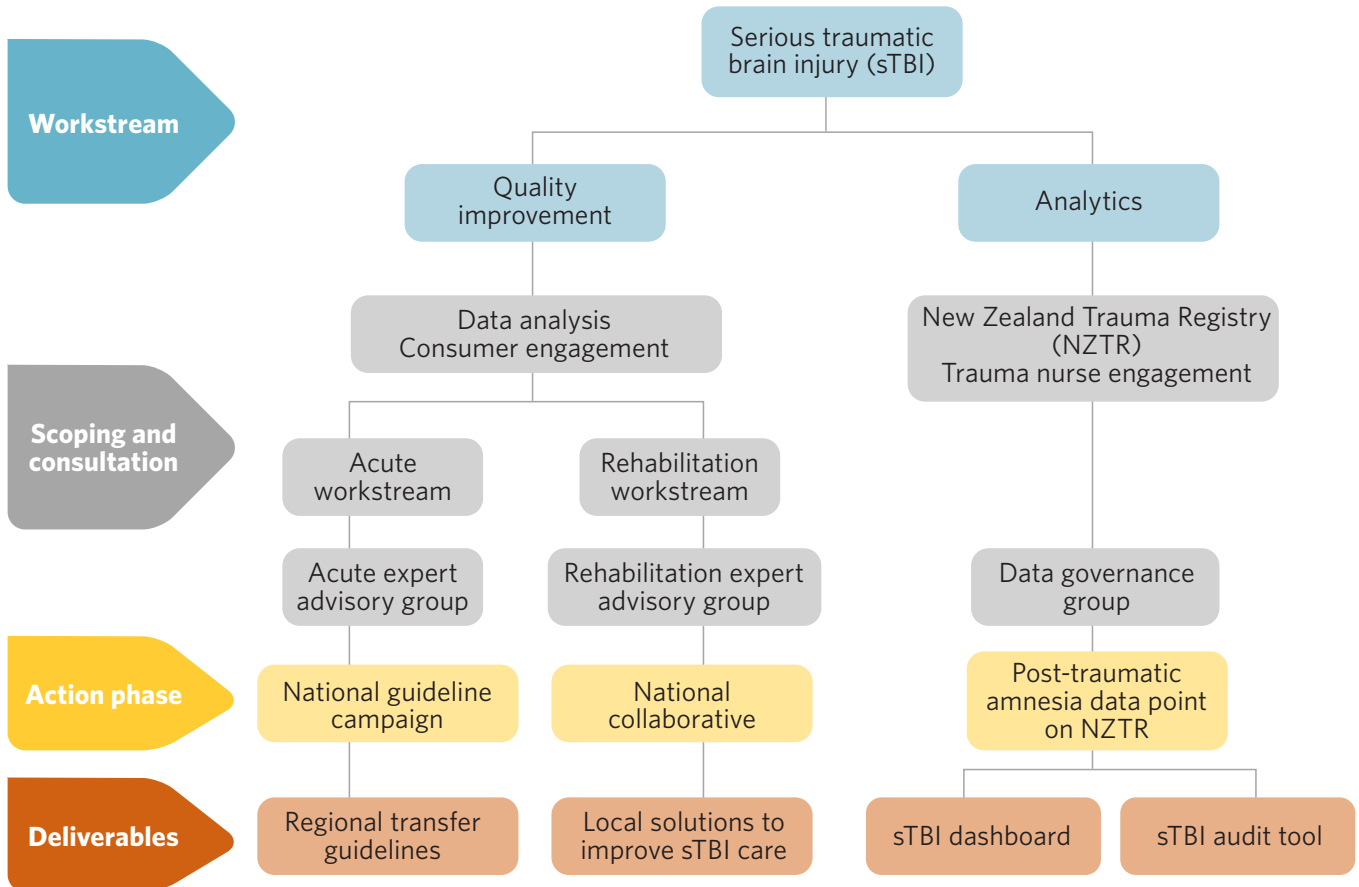 Serious traumatic
brain injury (sTBI)
Workstream
Quality
improvement
Analytics
Data analysis
Consumer engagement
New Zealand Trauma Registry
(NZTR)
Trauma nurse engagement
Scoping and
consultation
Acute
workstream
Rehabilitation
workstream
Acute expert
advisory group
Rehabilitation expert
advisory group
Data governance
group
Action phase
National guideline
campaign
National
collaborative
Post-traumatic
amnesia data point
on NZTR
Deliverables
Regional transfer
guidelines
Local solutions to
improve sTBI care
sTBI dashboard
sTBI audit tool